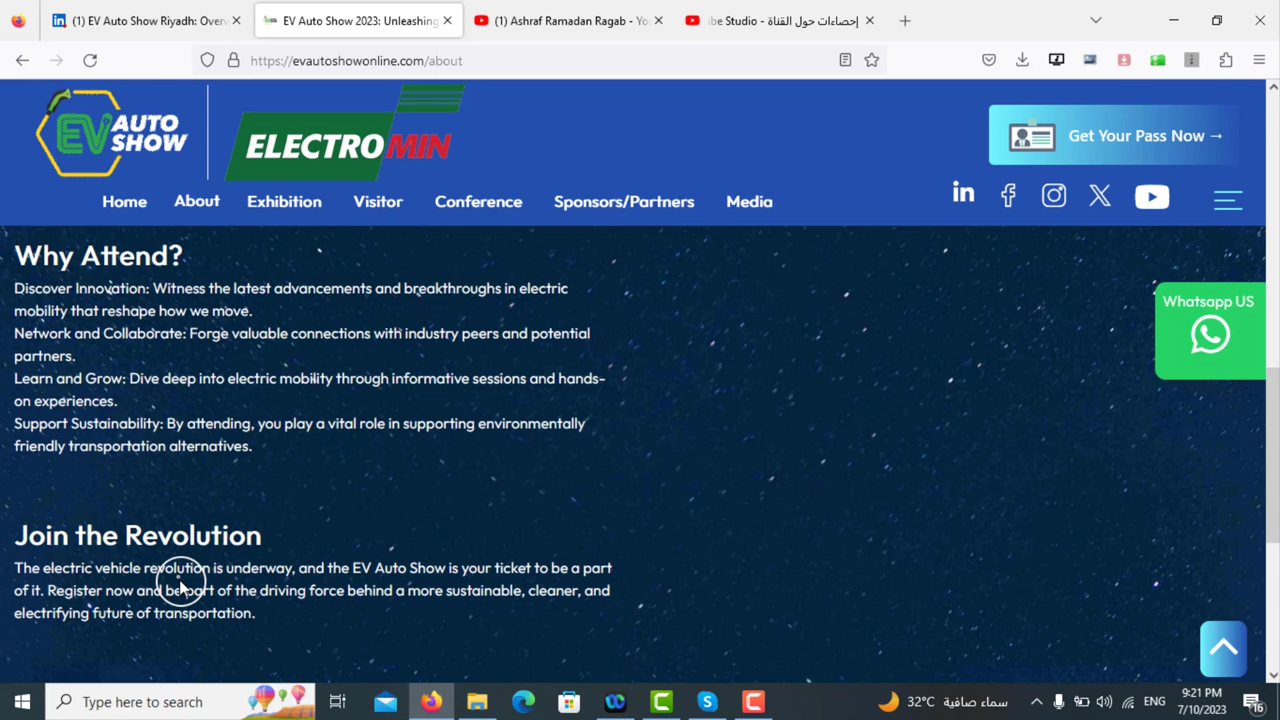 (1) EV Auto Show Riyadh: Over
EV Auto Show 2023: Unleashing
(1) Ashraf Ramadan Ragab - Yo
إحصاءات حول القناة - be Studio
https://evautoshowonline.com/about
EV AUTO SHOW
ELECTROMIN
Get Your Pass Now →
Home About Exhibition Visitor Conference Sponsors/Partners Media
Why Attend?
Discover Innovation: Witness the latest advancements and breakthroughs in electric
mobility that reshape how we move.
Network and Collaborate: Forge valuable connections with industry peers and potential
partners.
Learn and Grow: Dive deep into electric mobility through informative sessions and hands-
on experiences.
Support Sustainability: By attending, you play a vital role in supporting environmentally
friendly transportation alternatives.
Whatsapp US
Join the Revolution
The electric vehicle revolution is underway, and the EV Auto Show is your ticket to be a part
of it. Register now and be part of the driving force behind a more sustainable, cleaner, and
electrifying future of transportation.
Type here to search
32°C سماء صافية
ENG
9:21 PM
7/10/2023
16